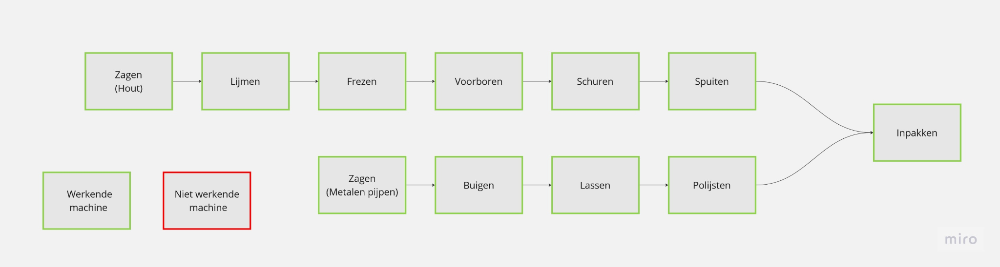 Zagen
(Hout)
Lijmen
Frezen
Voorboren
Schuren
Spuiten
Inpakken
Zagen
(Metalen pijpen)
Buigen
Lassen
Polijsten
Werkende
machine
Niet werkende
machine
miro